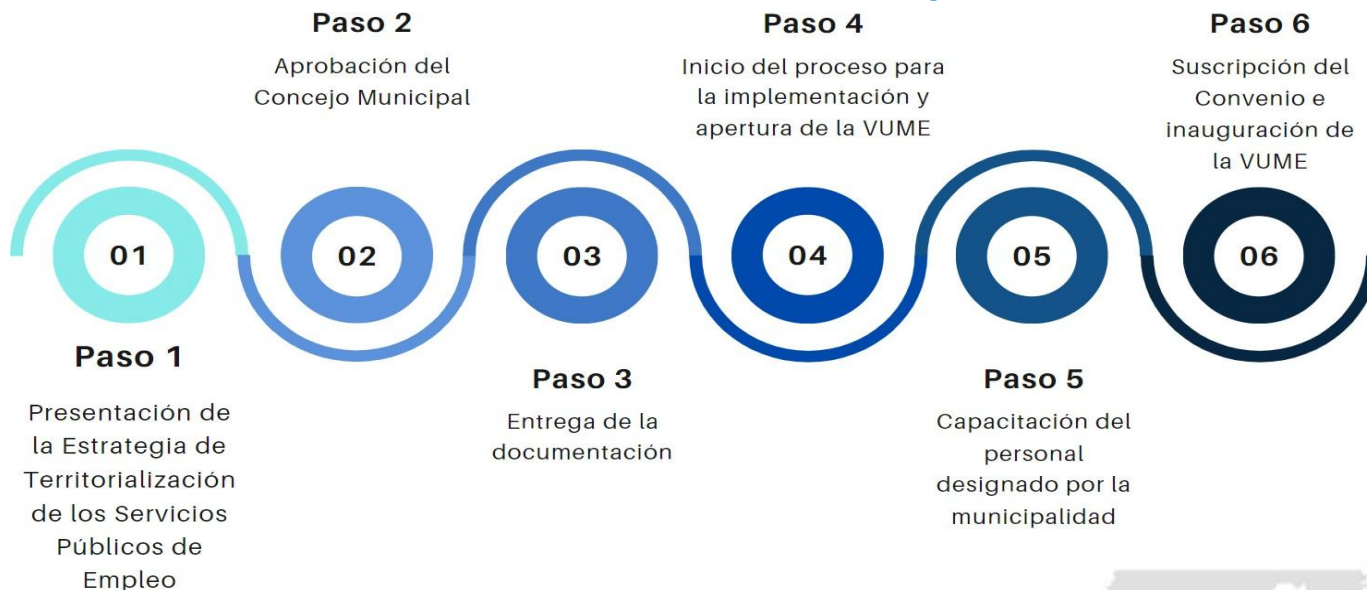 Paso 2
Aprobación del
Concejo Municipal
Paso 4
Inicio del proceso para
la implementación y
apertura de la VUME
Paso 6
Suscripción del
Convenio e
inauguración de
la VUME
01
02
03
04
05
06
Paso 1
Presentación de
la Estrategia de
Territorialización
de los Servicios
Públicos de
Empleo
Paso 3
Entrega de la
documentación
Paso 5
Capacitación del
personal
designado por la
municipalidad